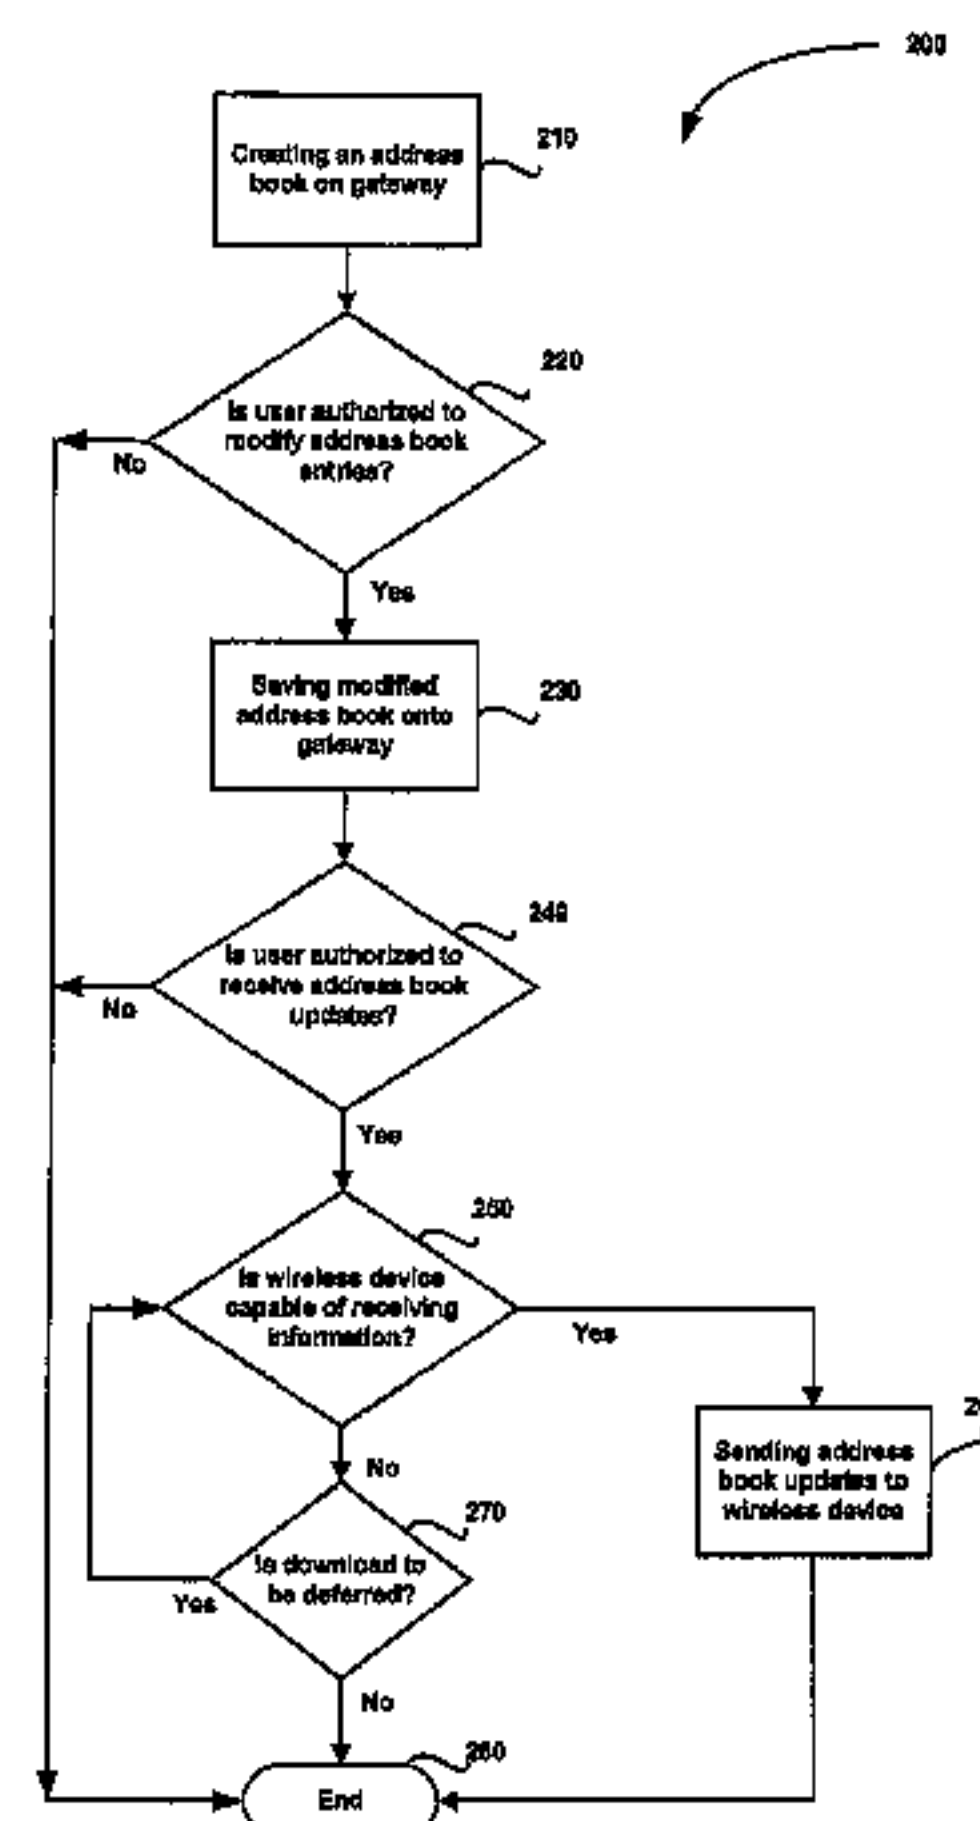 200
210
Creating an address
book on gateway
220
Is user authorized to
modify address book
entries?
No
Yes
230
Saving modified
address book onto
gateway
240
Is user authorized to
receive address book
updates?
No
Yes
250
Is wireless device
capable of receiving
information?
Yes
Sending address
book updates to
wireless device
No
270
Is download to
be deferred?
Yes
No
End